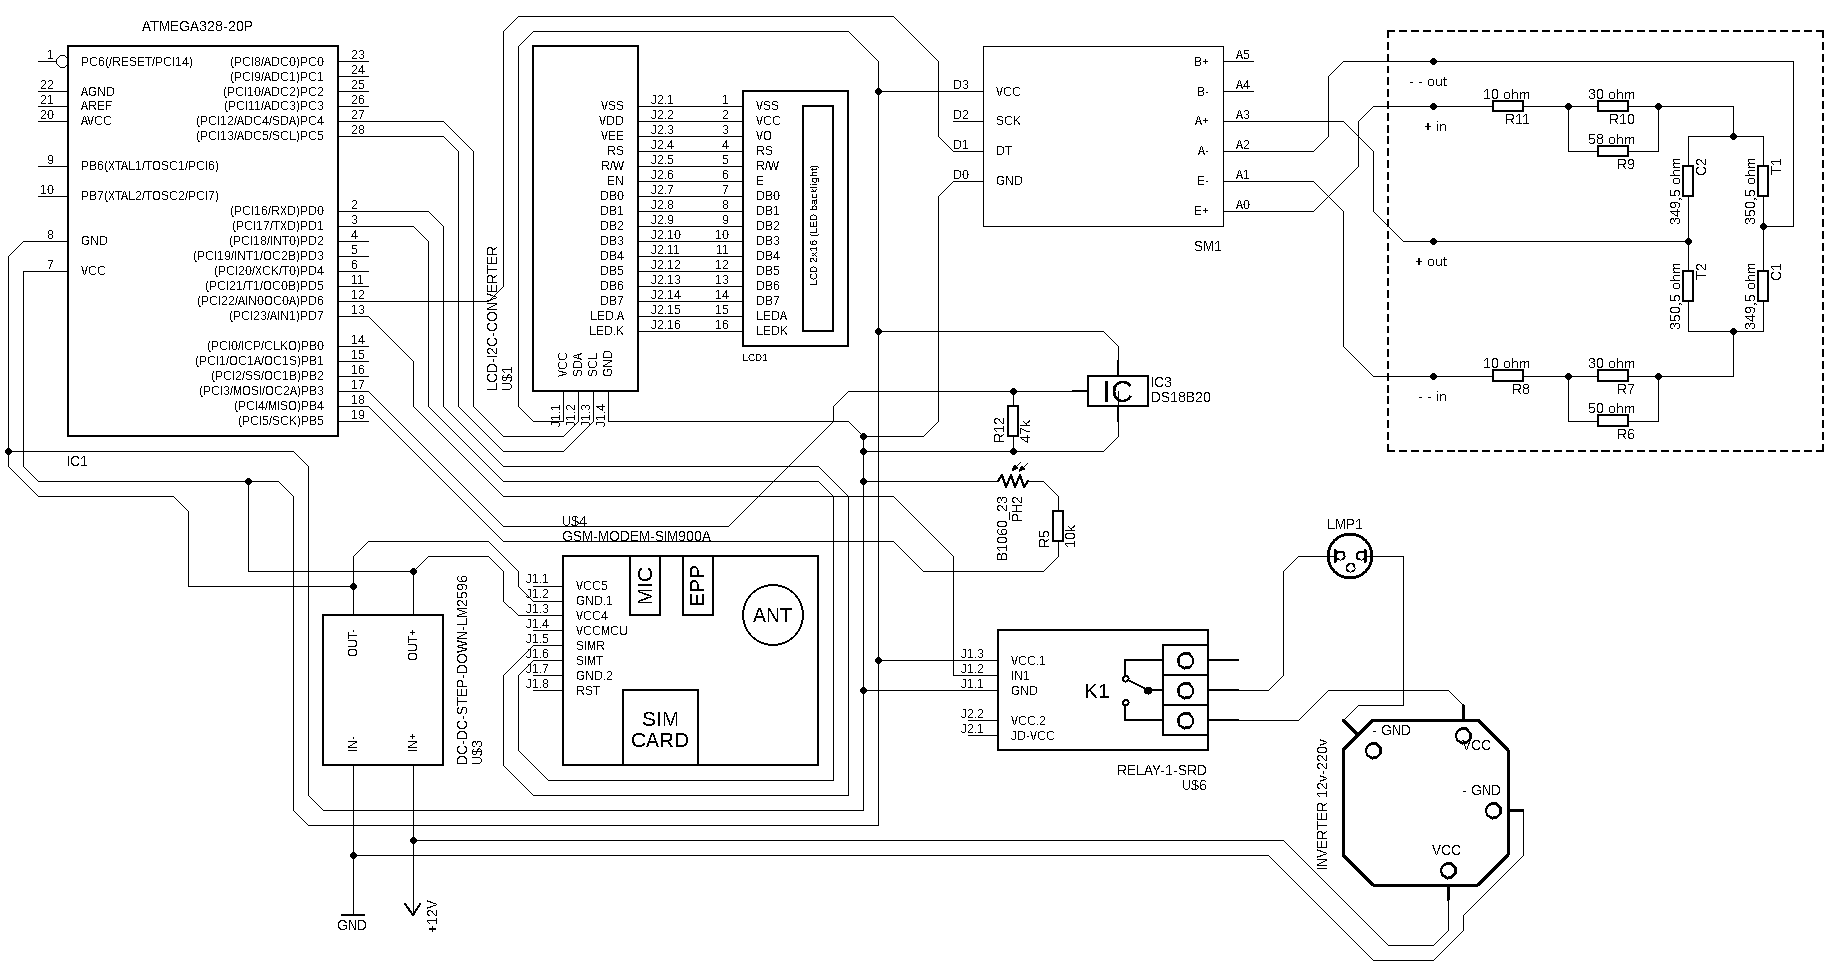 ATMEGA328-20P
1
PC6(/RESET/PCI14)
22
AGND
21
AREF
20
AVCC
9
PB6(XTAL1/TOSC1/PCI6)
10
PB7(XTAL2/TOSC2/PCI7)
8
GND
7
VCC
(PCI8/ADC0)PC0
23
(PCI9/ADC1)PC1
24
(PCI10/ADC2)PC2
25
(PCI11/ADC3)PC3
26
(PCI12/ADC4/SDA)PC4
27
(PCI13/ADC5/SCL)PC5
28
(PCI16/RXD)PD0
2
(PCI17/TXD)PD1
3
(PCI18/INT0)PD2
4
(PCI19/INT1/OC2B)PD3
5
(PCI20/XCK/T0)PD4
6
(PCI21/T1/OC0B)PD5
11
(PCI22/AIN0OC0A)PD6
12
(PCI23/AIN1)PD7
13
(PCI0/ICP/CLKO)PB0
14
(PCI1/OC1A/OC1S)PB1
15
(PCI2/SS/OC1B)PB2
16
(PCI3/MOSI/OC2A)PB3
17
(PCI4/MISO)PB4
18
(PCI5/SCK)PB5
19
IC1
LCD-I2C-CONVERTER
U$1
VSS J2.1 1 VSS
VDD J2.2 2 VCC
VEE J2.3 3 VO
RS J2.4 4 RS
R/W J2.5 5 R/W
EN J2.6 6 E
DB0 J2.7 7 DB0
DB1 J2.8 8 DB1
DB2 J2.9 9 DB2
DB3 J2.10 10 DB3
DB4 J2.11 11 DB4
DB5 J2.12 12 DB5
DB6 J2.13 13 DB6
DB7 J2.14 14 DB7
LED.A J2.15 15 LEDA
LED.K J2.16 16 LEDK
LCD 2x16 (LED backlight)
LCD1
VCC
SDA
SCL
GND
J1.1
J1.2
J1.3
J1.4
D3 VCC
D2 SCK
D1 DT
D0 GND
B+ A5
B- A4
A+ A3
A- A2
E- A1
E+ A0
SM1
- - out
+ in
+ out
- - in
10 ohm
R11
30 ohm
R10
58 ohm
R9
349,5 ohm
C2
350,5 ohm
T1
350,5 ohm
T2
349,5 ohm
C1
10 ohm
R8
30 ohm
R7
50 ohm
R6
IC
IC3
DS18B20
R12
47k
B1060_23
PH2
R5
10k
U$4
GSM-MODEM-SIM900A
J1.1 VCC5
J1.2 GND.1
J1.3 VCC4
J1.4 VCCMCU
J1.5 SIMR
J1.6 SIMT
J1.7 GND.2
J1.8 RST
MIC
EPP
ANT
SIM
CARD
OUT-
OUT+
IN-
IN+
DC-DC-STEP-DOWN-LM2596
U$3
GND
+12V
J1.3 VCC.1
J1.2 IN1
J1.1 GND
J2.2 VCC.2
J2.1 JD-VCC
K1
RELAY-1-SRD
U$6
LMP1
INVERTER 12v-220v
- GND
VCC
- GND
VCC